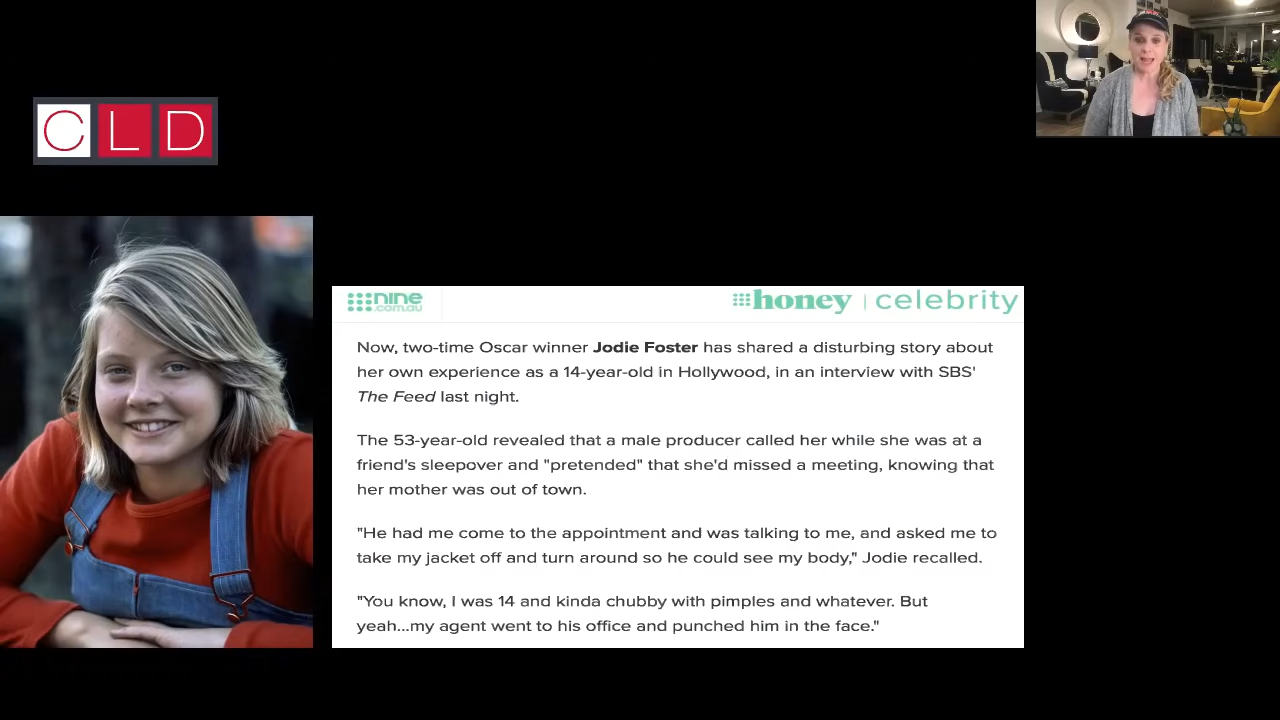 CLD
nine
.com.au
honey | celebrity
Now, two-time Oscar winner Jodie Foster has shared a disturbing story about
her own experience as a 14-year-old in Hollywood, in an interview with SBS'
The Feed last night.
The 53-year-old revealed that a male producer called her while she was at a
friend's sleepover and "pretended" that she'd missed a meeting, knowing that
her mother was out of town.
"He had me come to the appointment and was talking to me, and asked me to
take my jacket off and turn around so he could see my body," Jodie recalled.
"You know, I was 14 and kinda chubby with pimples and whatever. But
yeah...my agent went to his office and punched him in the face."